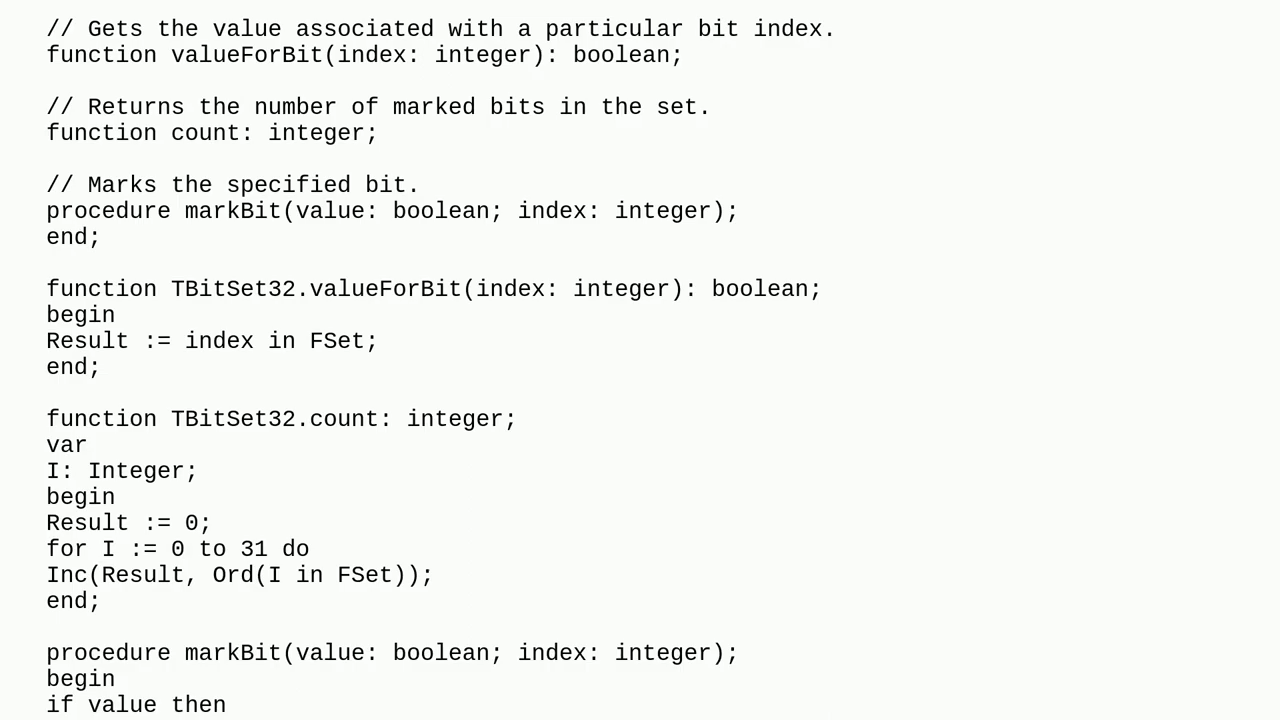 // Gets the value associated with a particular bit index.
function valueForBit(index: integer): boolean;
// Returns the number of marked bits in the set.
function count: integer;
// Marks the specified bit.
procedure markBit(value: boolean; index: integer);
end;
function TBitSet32.valueForBit(index: integer): boolean;
begin
Result := index in FSet;
end;
function TBitSet32.count: integer;
var
I: Integer;
begin
Result := 0;
for I := 0 to 31 do
Inc(Result, Ord(I in FSet));
end;
procedure markBit(value: boolean; index: integer);
begin
if value then